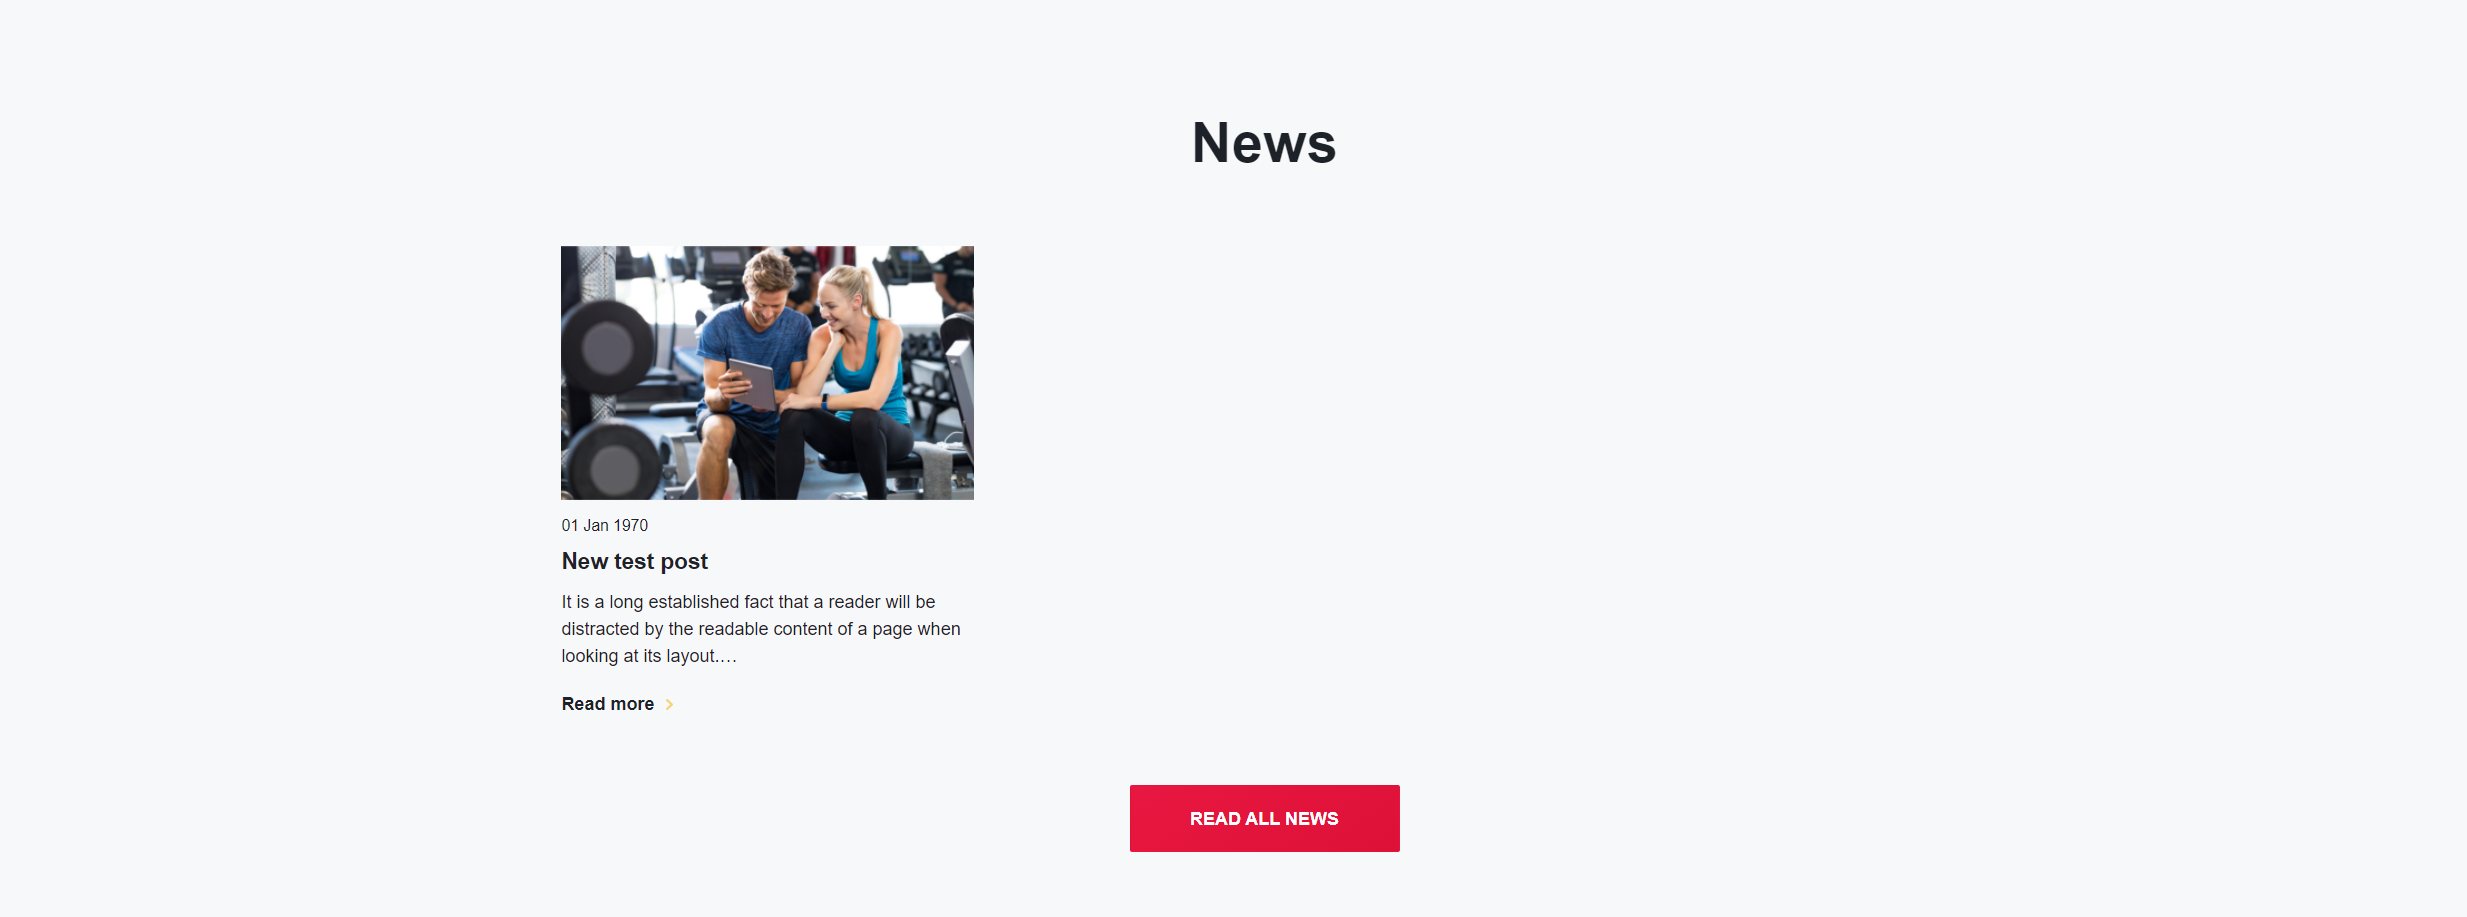 News
01 Jan 1970
New test post
It is a long established fact that a reader will be
distracted by the readable content of a page when
looking at its layout.…
Read more
READ ALL NEWS